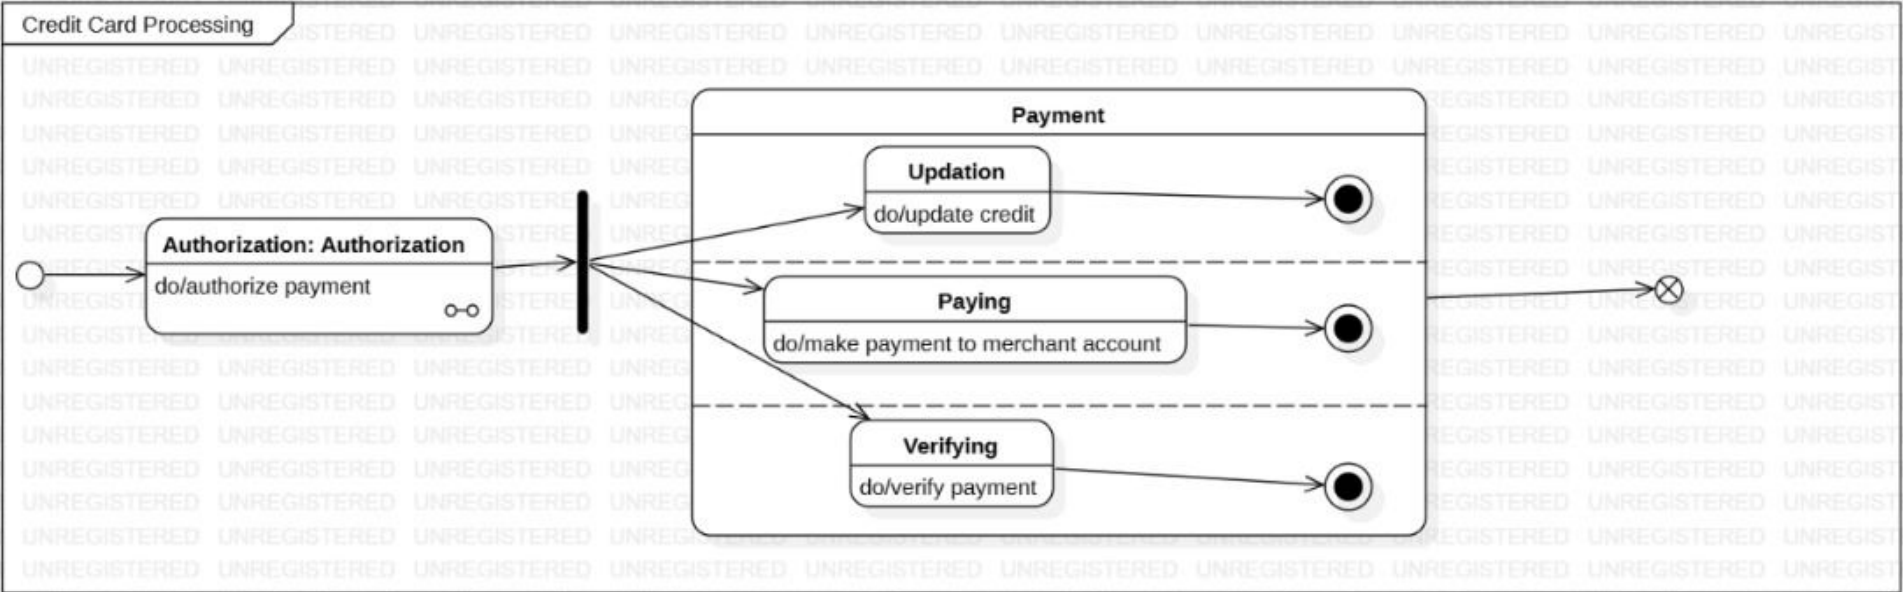 Credit Card Processing
Payment
Updation
do/update credit
Authorization: Authorization
do/authorize payment
Paying
do/make payment to merchant account
Verifying
do/verify payment
UNREGISTERED